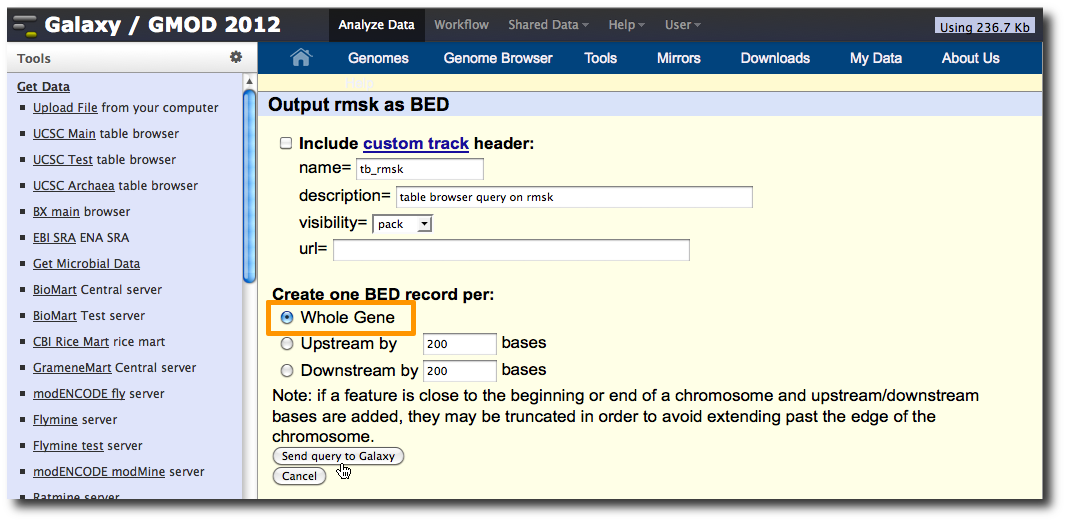 Galaxy / GMOD 2012
Analyze Data Workflow Shared Data Help User
Using 236.7 Kb
Tools
Get Data
Upload File from your computer
UCSC Main table browser
UCSC Test table browser
UCSC Archaea table browser
BX main browser
EBI SRA ENA SRA
Get Microbial Data
BioMart Central server
BioMart Test server
CBI Rice Mart rice mart
GrameneMart Central server
modENCODE fly server
Flymine server
Flymine test server
modENCODE modMine server
Ratmine server
Genomes Genome Browser Tools Mirrors Downloads My Data About Us
Output rmsk as BED
Include custom track header:
name= tb_rmsk
description= table browser query on rmsk
visibility= pack
url=
Create one BED record per:
Whole Gene
Upstream by 200 bases
Downstream by 200 bases
Note: if a feature is close to the beginning or end of a chromosome and upstream/downstream
bases are added, they may be truncated in order to avoid extending past the edge of the
chromosome.
Send query to Galaxy
Cancel